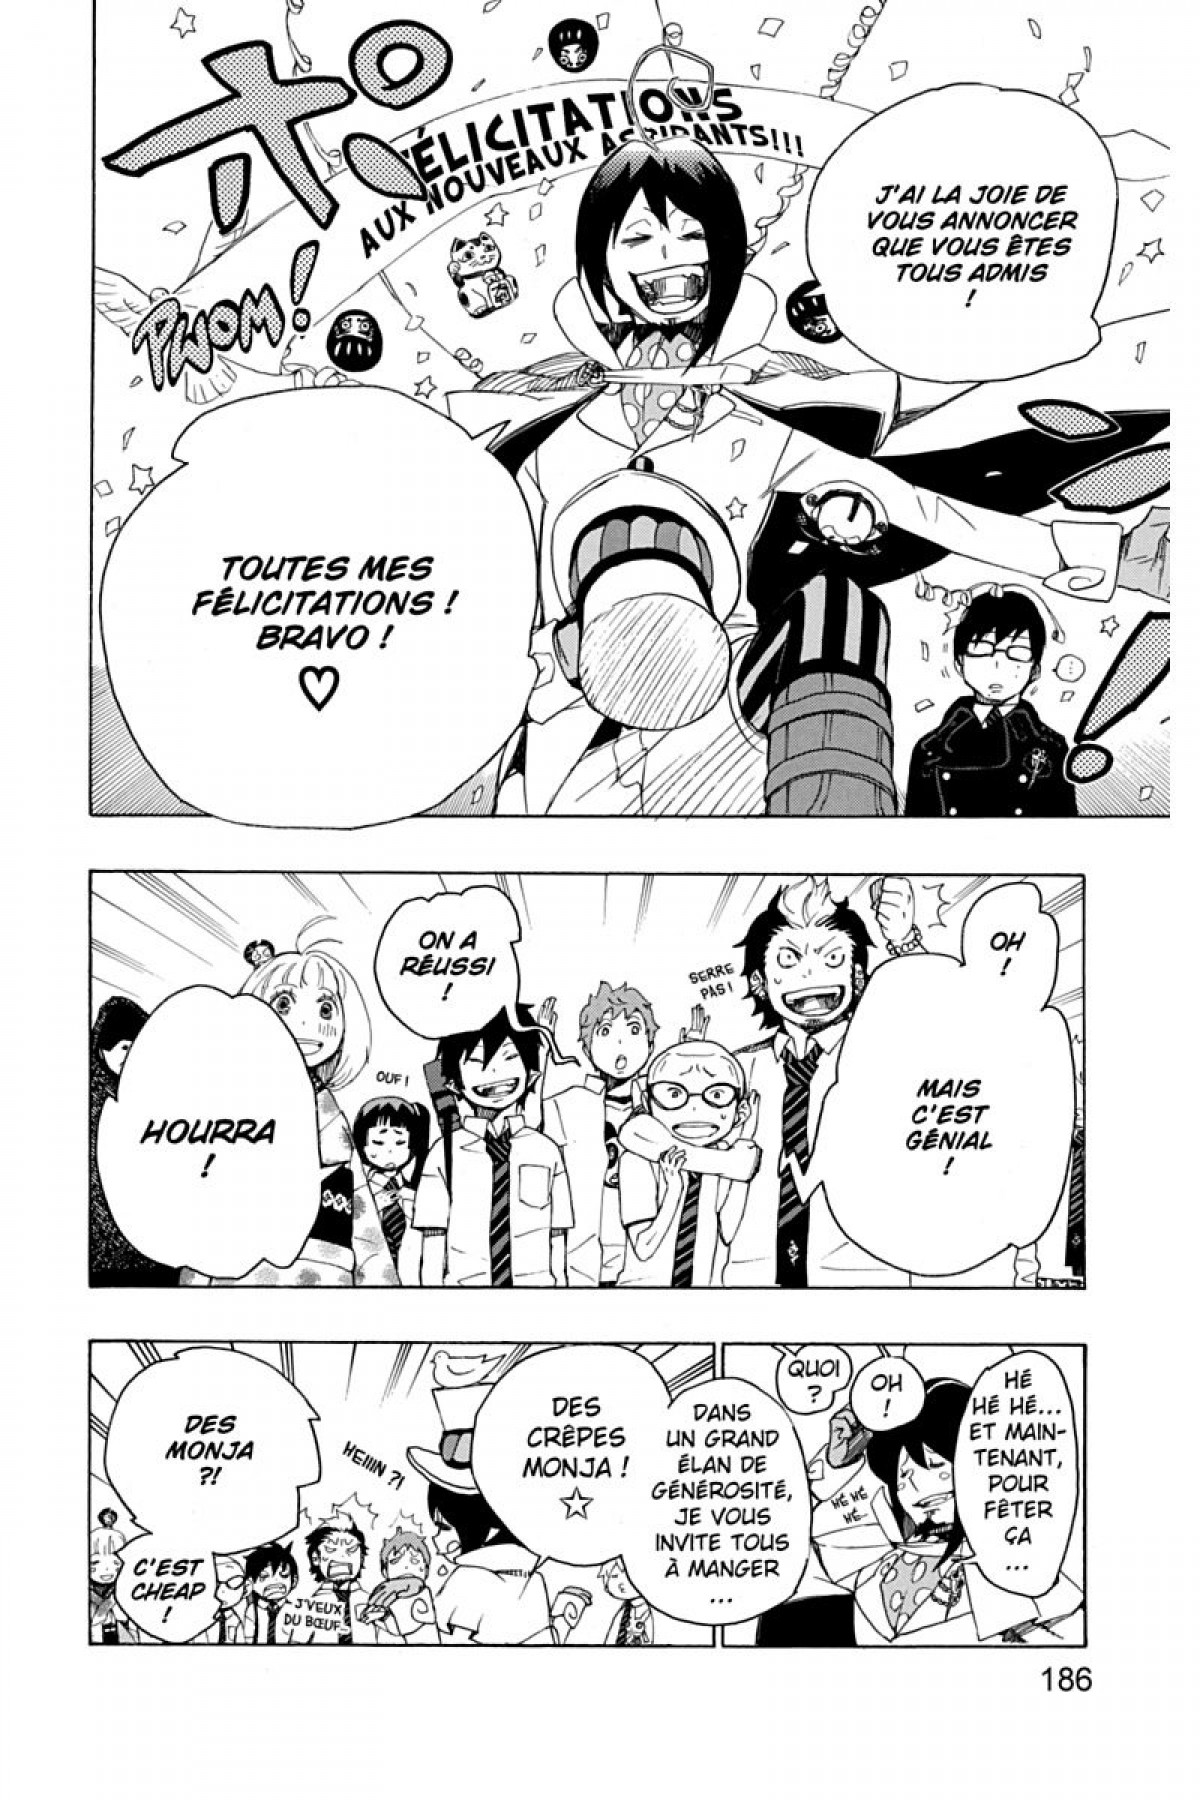 ポン!
FÉLICITATIONS
AUX NOUVEAUX ASPIRANTS!!!
J'AI LA JOIE DE
VOUS ANNONCER
QUE VOUS ÊTES
TOUS ADMIS
!
PWOM!
TOUTES MES
FÉLICITATIONS !
BRAVO !
♡
...
OH
!
MAIS
C'EST
GÉNIAL
!
SERRE
PAS !
ON A
RÉUSSI
!
OUF !
HOURRA
!
HÉ
HÉ HÉ...
ET MAIN-
TENANT,
POUR
FÊTER
ÇA
...
OH
!
QUOI
?
HÉ HÉ
HÉ...
DANS
UN GRAND
ÉLAN DE
GÉNÉROSITÉ,
JE VOUS
INVITE TOUS
À MANGER
...
DES
CRÊPES
MONJA !
☆
HEIIIN ?!
DES
MONJA
?!
J'VEUX
DU BŒUF...
C'EST
CHEAP
!
186